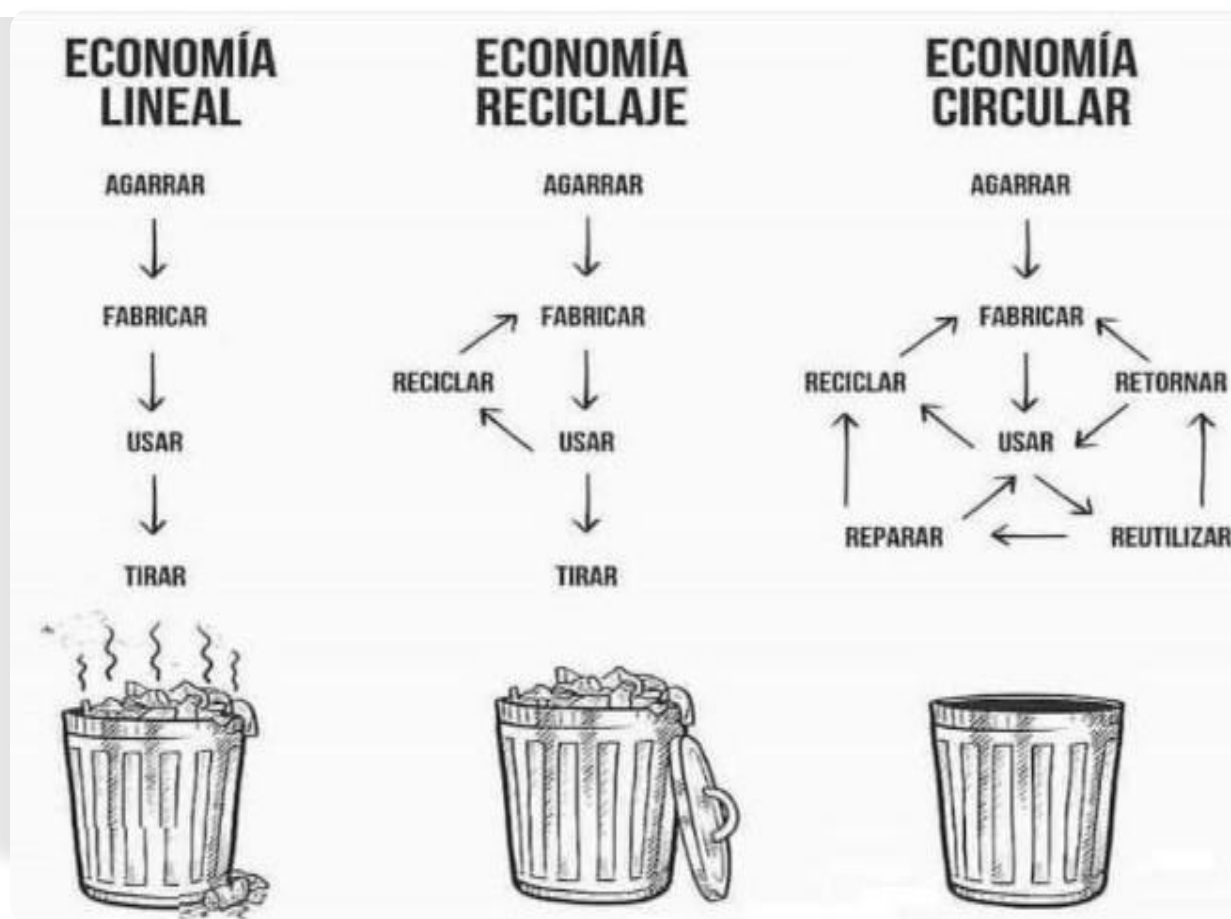 ECONOMÍA
LINEAL
AGARRAR
FABRICAR
USAR
TIRAR
ECONOMÍA
RECICLAJE
AGARRAR
FABRICAR
RECICLAR
USAR
TIRAR
ECONOMÍA
CIRCULAR
AGARRAR
FABRICAR
RECICLAR
RETORNAR
USAR
REPARAR
REUTILIZAR